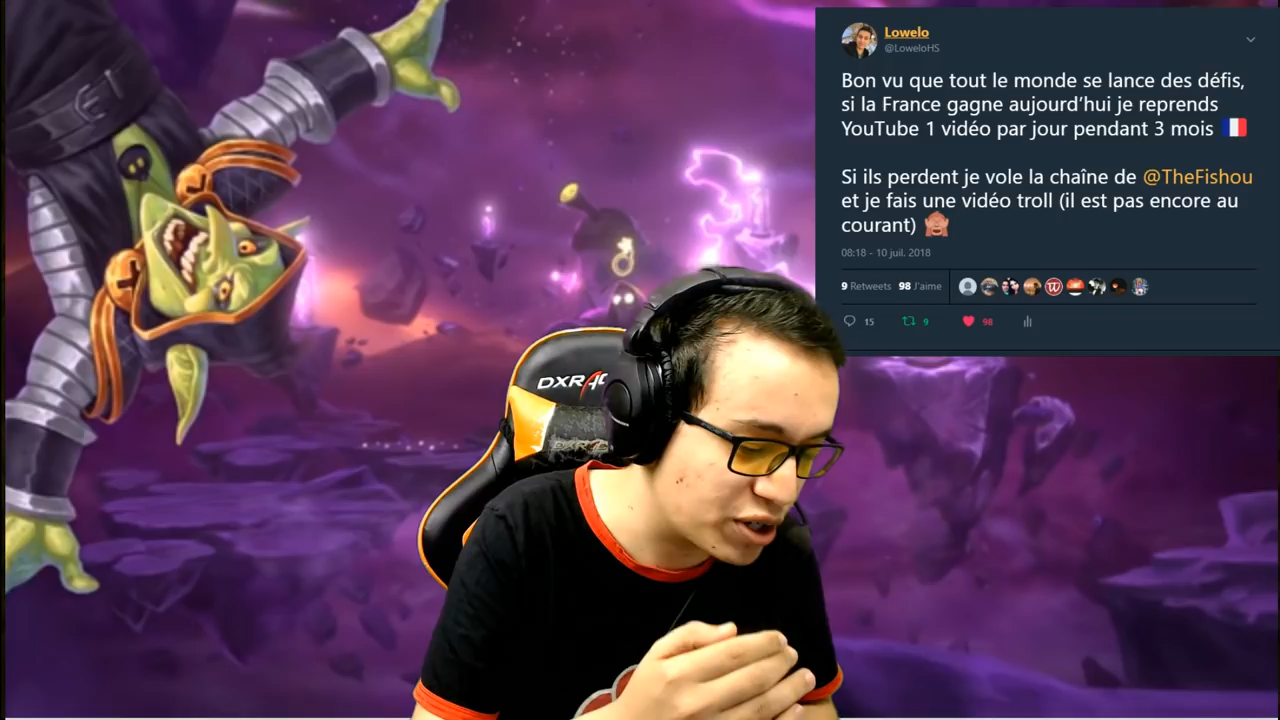 Lowelo
@LoweloHS
Bon vu que tout le monde se lance des défis,
si la France gagne aujourd'hui je reprends
YouTube 1 vidéo par jour pendant 3 mois 🇫🇷
Si ils perdent je vole la chaîne de @TheFishou
et je fais une vidéo troll (il est pas encore au
courant) 🙈
08:18 - 10 juil. 2018
9 Retweets 98 J'aime
15 9 98